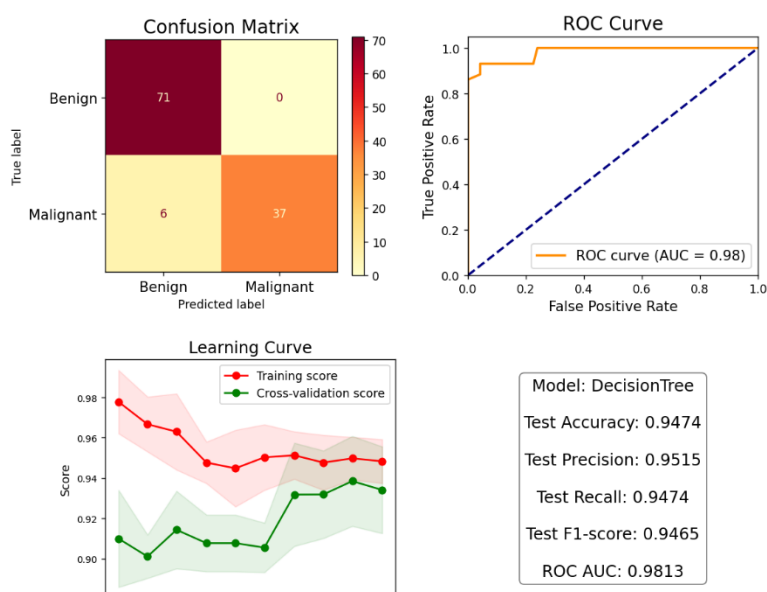 Confusion Matrix
70
60
50
40
30
20
10
0
True label
Benign
Malignant
71
0
6
37
Benign
Malignant
Predicted label
ROC Curve
True Positive Rate
1.0
0.8
0.6
0.4
0.2
0.0
ROC curve (AUC = 0.98)
0.0
0.2
0.4
0.6
0.8
1.0
False Positive Rate
Learning Curve
Training score
Cross-validation score
Score
0.98
0.96
0.94
0.92
0.90
Model: DecisionTree
Test Accuracy: 0.9474
Test Precision: 0.9515
Test Recall: 0.9474
Test F1-score: 0.9465
ROC AUC: 0.9813